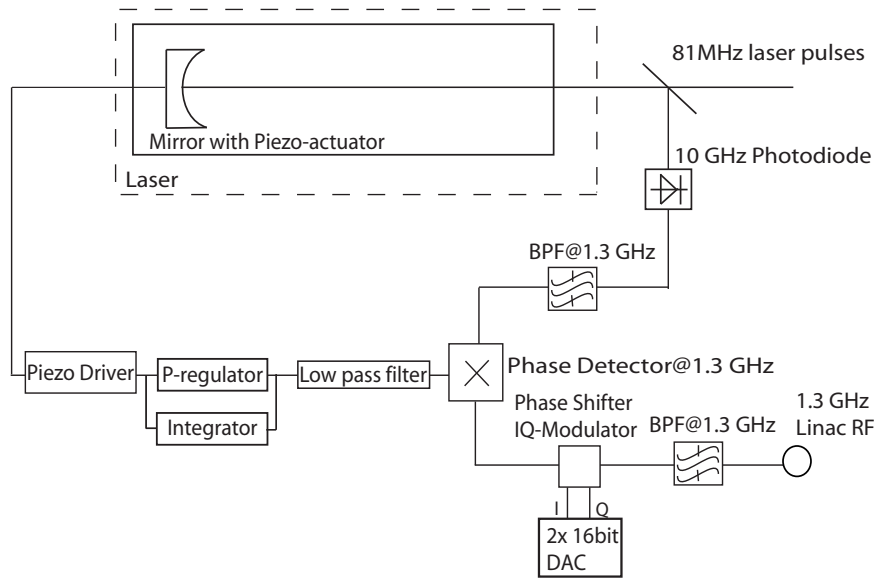 81MHz laser pulses
Mirror with Piezo-actuator
10 GHz Photodiode
Laser
BPF@1.3 GHz
Piezo Driver
P-regulator
Low pass filter
Phase Detector@1.3 GHz
Integrator
Phase Shifter
IQ-Modulator
BPF@1.3 GHz
1.3 GHz
Linac RF
I
Q
2x 16bit
DAC